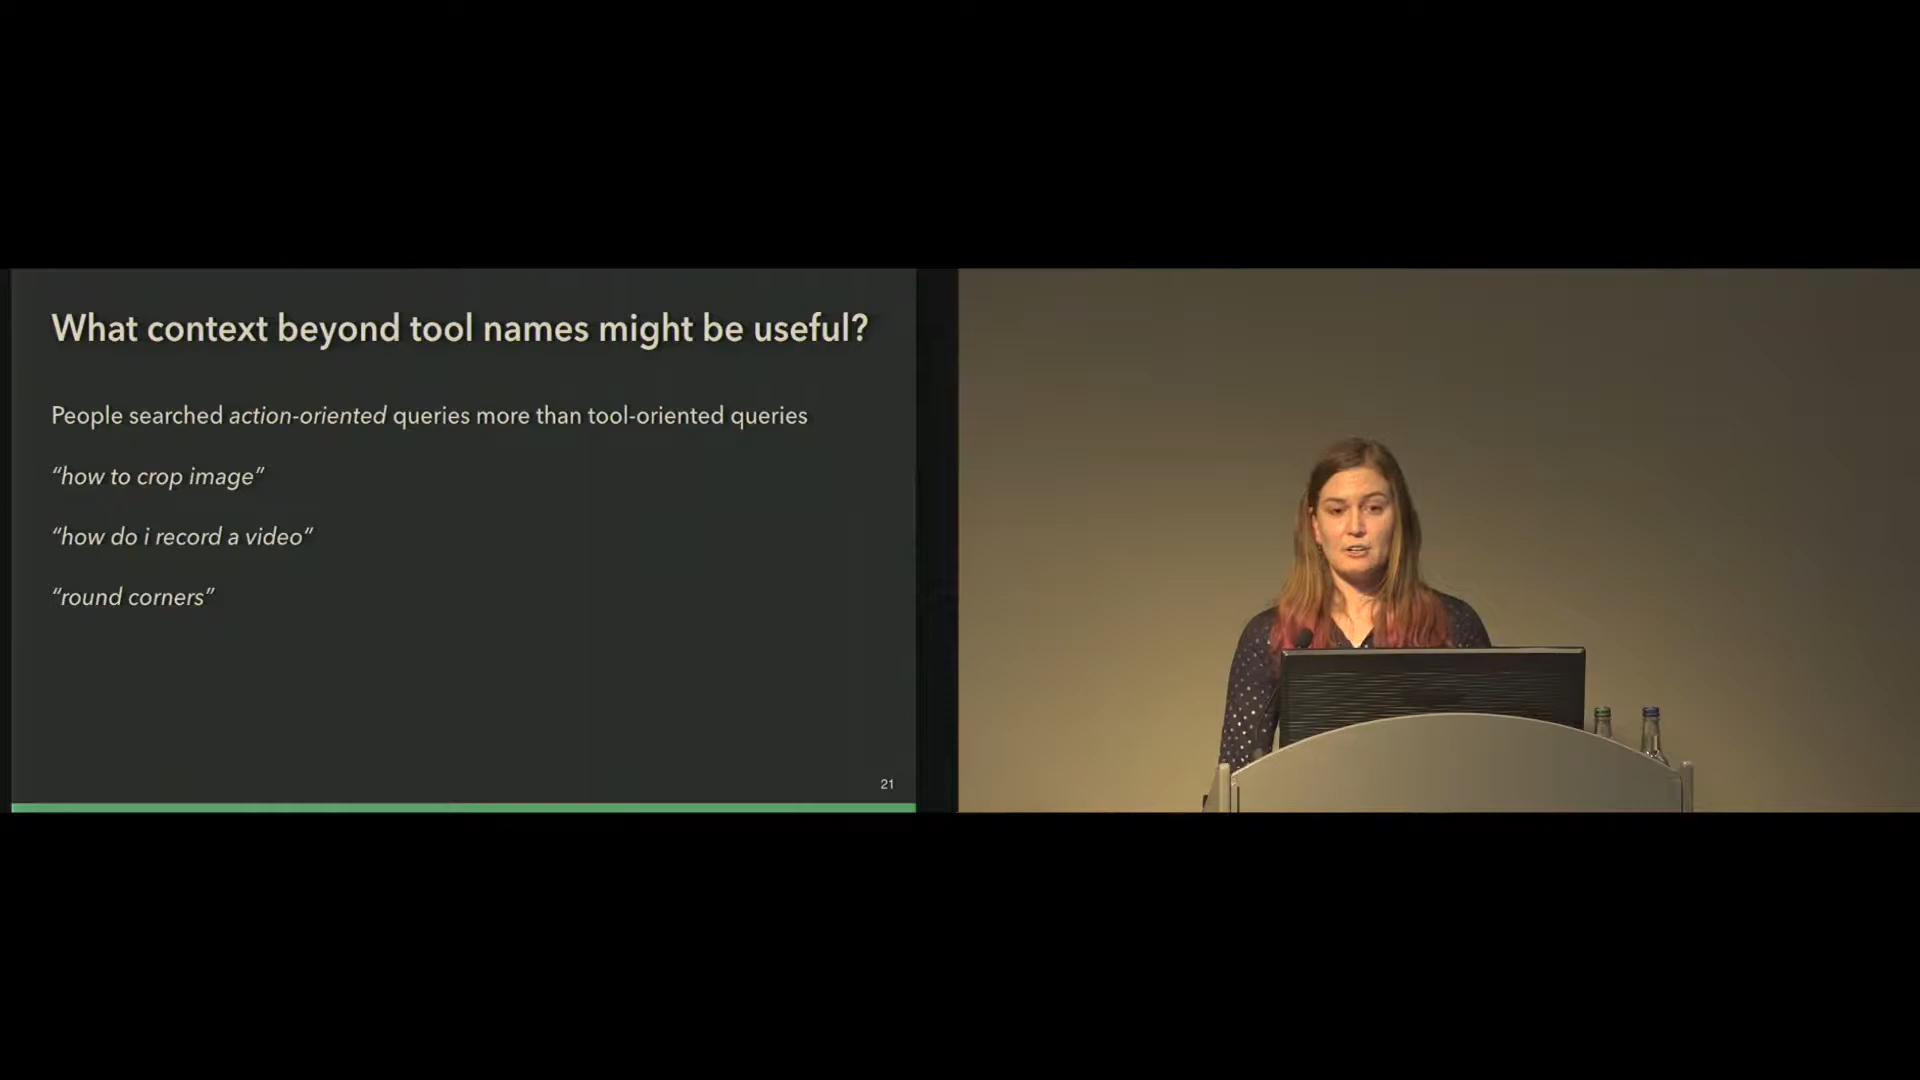 What context beyond tool names might be useful?
People searched action-oriented queries more than tool-oriented queries
“how to crop image”
“how do i record a video”
“round corners”
21